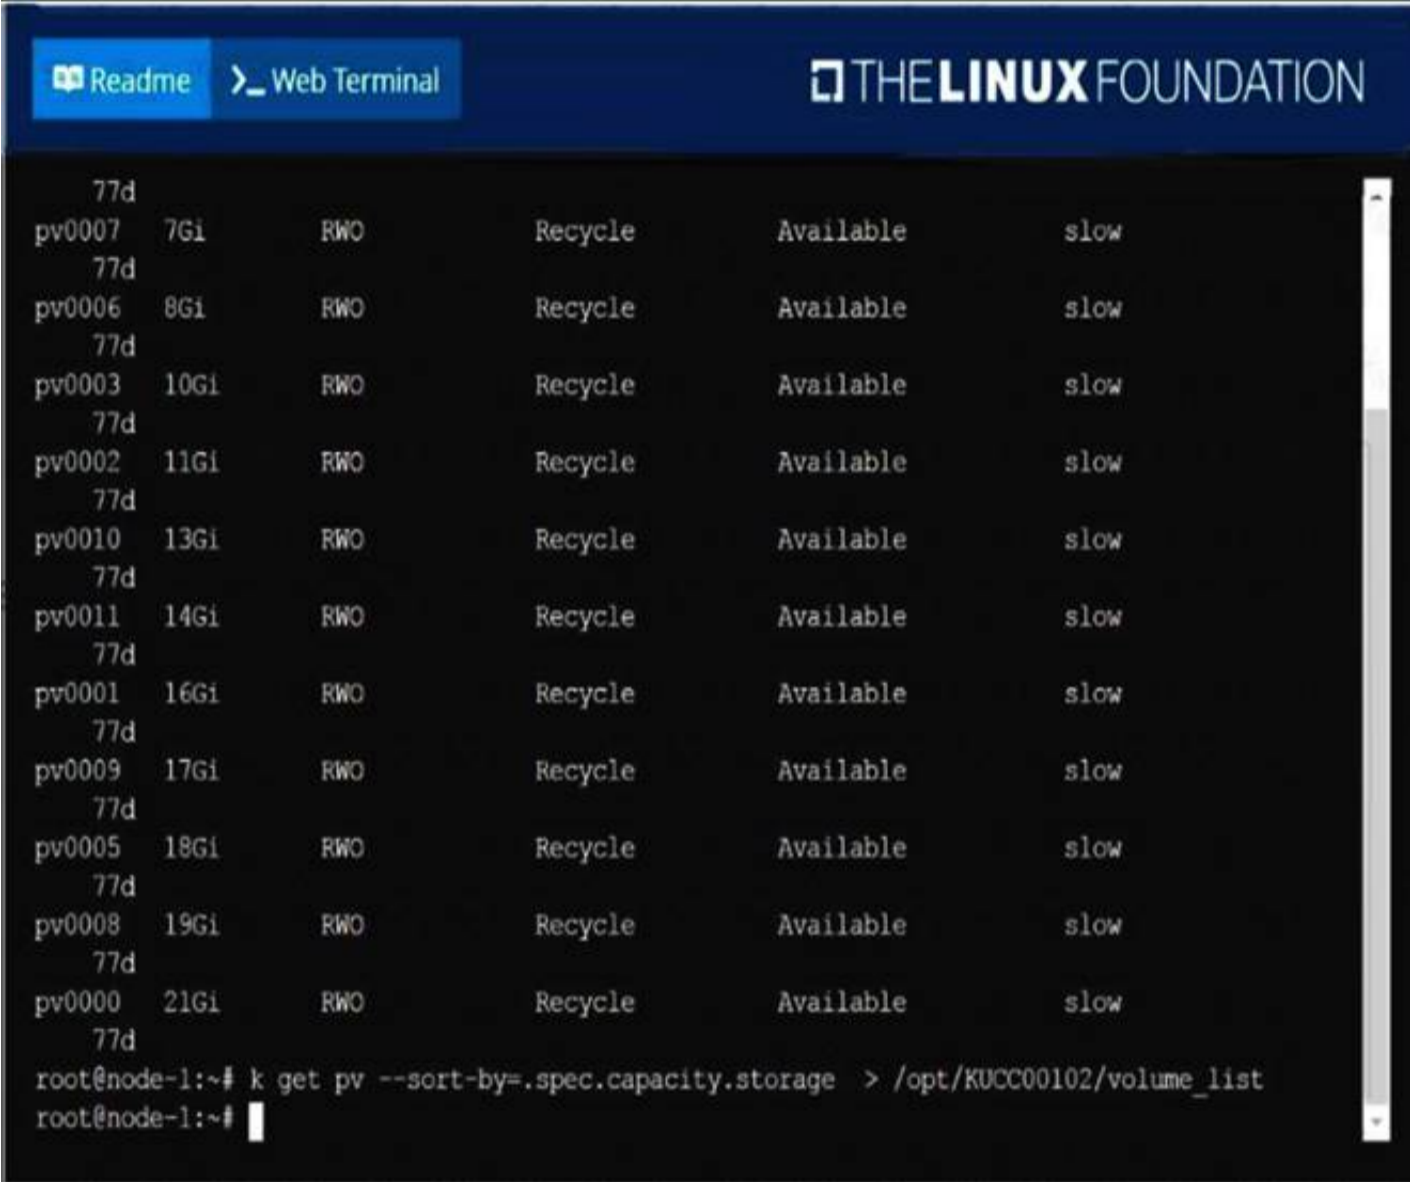 Readme >_ Web Terminal THE LINUX FOUNDATION
77d
pv0007 7Gi RWO Recycle Available slow
77d
pv0006 8Gi RWO Recycle Available slow
77d
pv0003 10Gi RWO Recycle Available slow
77d
pv0002 11Gi RWO Recycle Available slow
77d
pv0010 13Gi RWO Recycle Available slow
77d
pv0011 14Gi RWO Recycle Available slow
77d
pv0001 16Gi RWO Recycle Available slow
77d
pv0009 17Gi RWO Recycle Available slow
77d
pv0005 18Gi RWO Recycle Available slow
77d
pv0008 19Gi RWO Recycle Available slow
77d
pv0000 21Gi RWO Recycle Available slow
77d
root@node-1:~# k get pv --sort-by=.spec.capacity.storage > /opt/KUCC00102/volume_list
root@node-1:~#